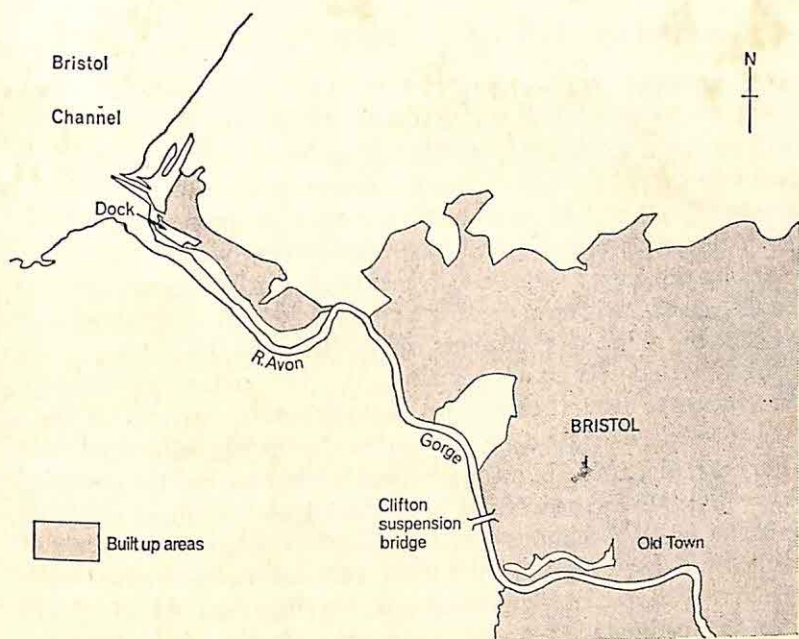 Bristol
Channel
N
Dock
R.Avon
Gorge
BRISTOL
Clifton
suspension
bridge
Old Town
Built up areas